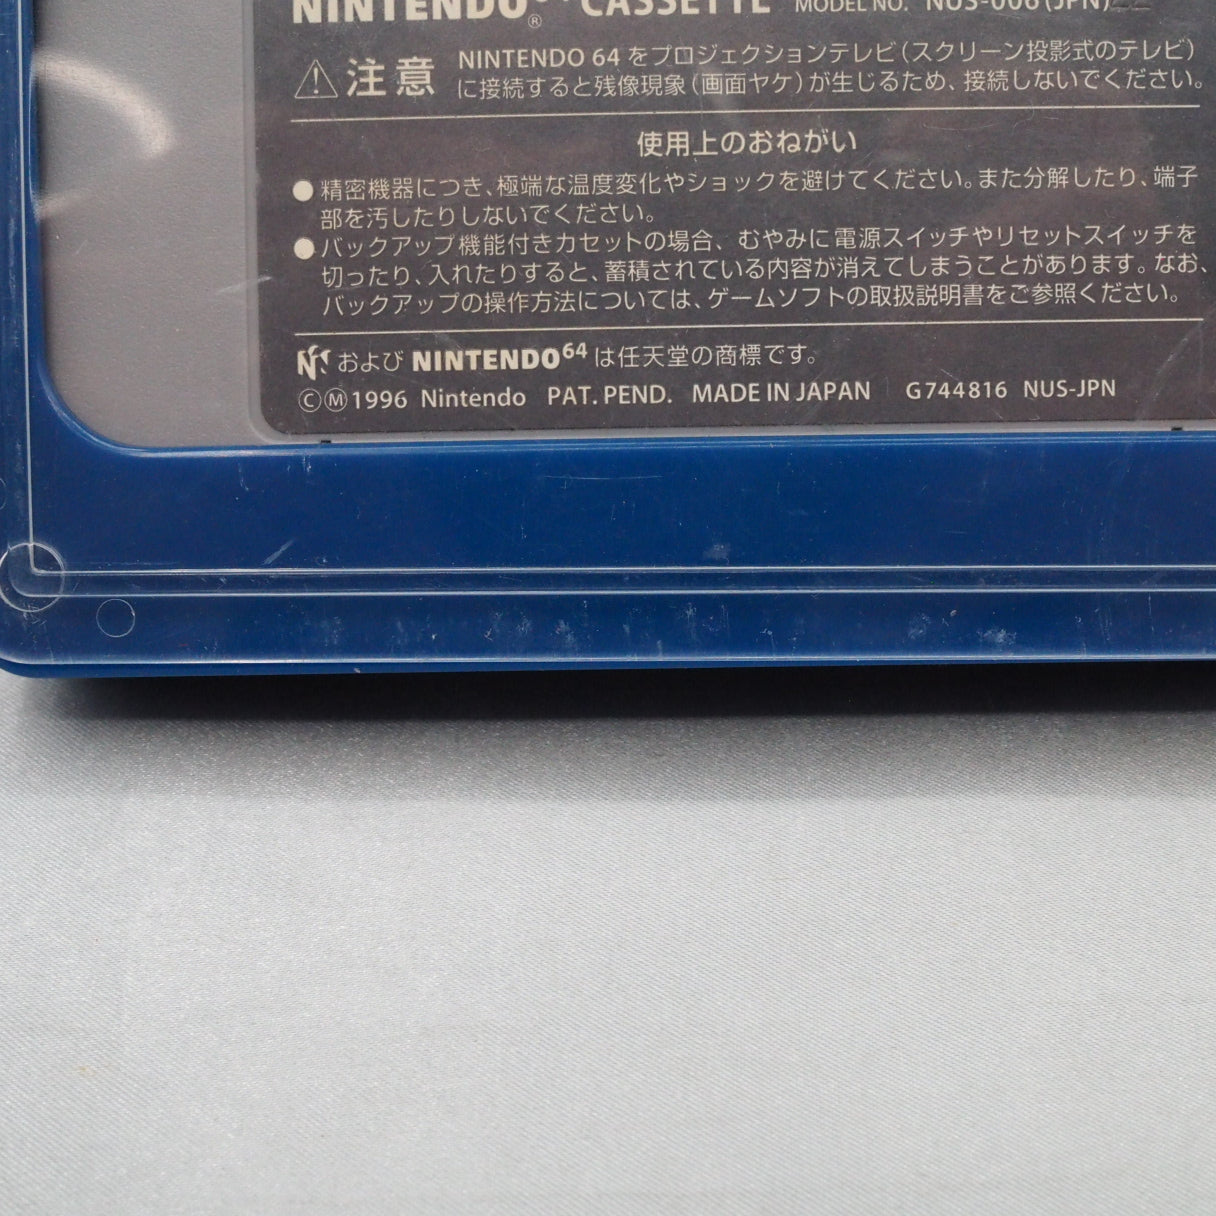 NINTENDO64 CASSETTE MODEL NO. NUS-006(JPN)
®
注意 NINTENDO 64 をプロジェクションテレビ(スクリーン投影式のテレビ)
に接続すると残像現象(画面ヤケ)が生じるため、接続しないでください。
使用上のおねがい
●精密機器につき、極端な温度変化やショックを避けてください。また分解したり、端子
部を汚したりしないでください。
●バックアップ機能付きカセットの場合、むやみに電源スイッチやリセットスイッチを
切ったり、入れたりすると、蓄積されている内容が消えてしまうことがあります。なお、
バックアップの操作方法については、ゲームソフトの取扱説明書をご参照ください。
および NINTENDO64 は任天堂の商標です。
©Ⓜ1996 Nintendo PAT. PEND. MADE IN JAPAN G744816 NUS-JPN